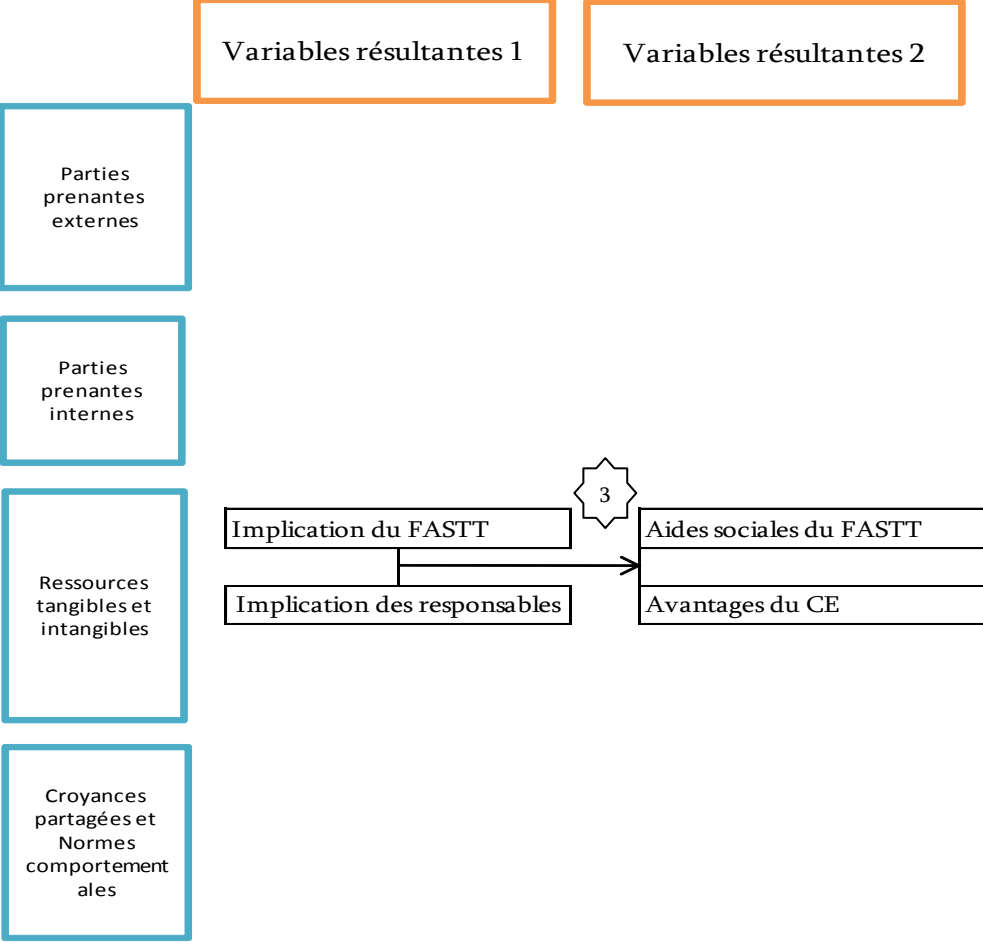 Variables résultantes 1
Variables résultantes 2
Parties
prenantes
externes
Parties
prenantes
internes
3
Implication du FASTT
Aides sociales du FASTT
Ressources
tangibles et
intangibles
Implication des responsables
Avantages du CE
Croyances
partagées et
Normes
comportement
ales